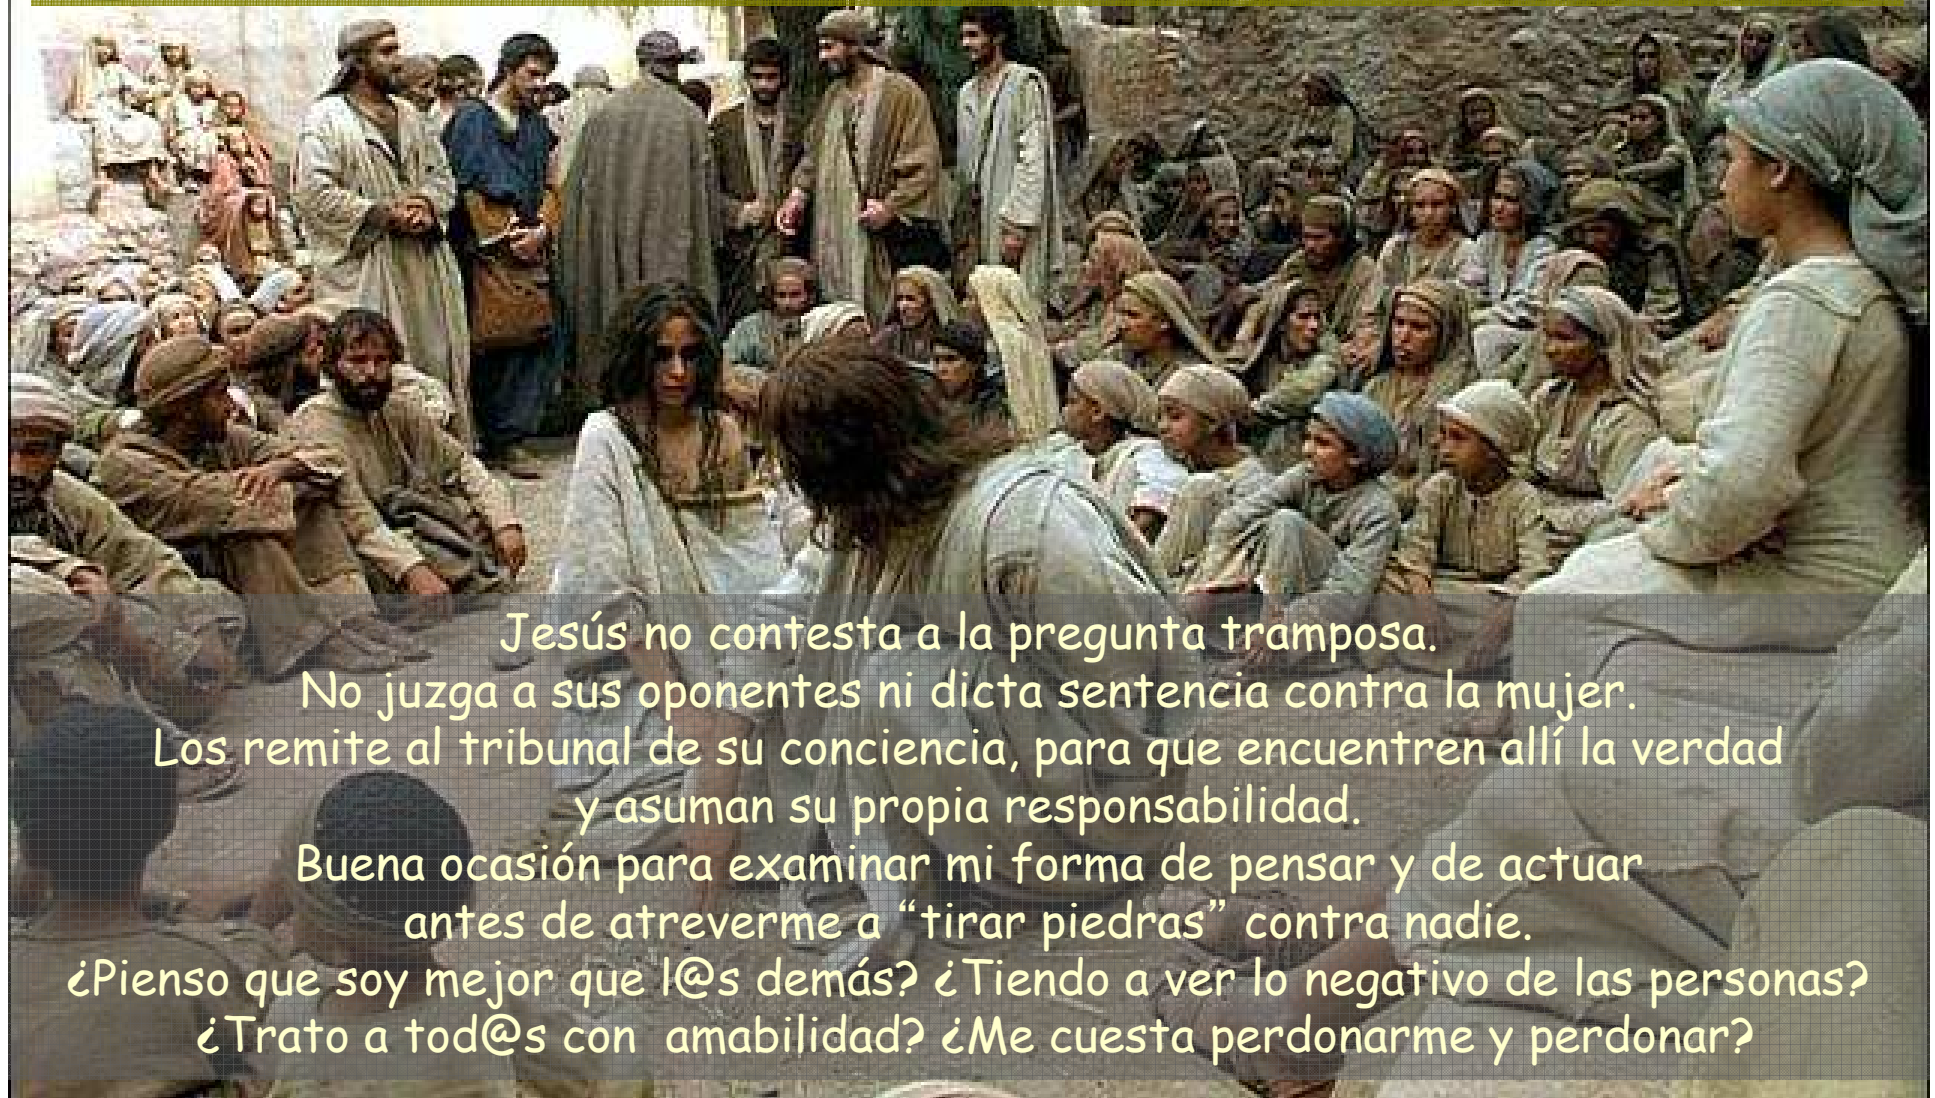 Jesús no contesta a la pregunta tramposa.
No juzga a sus oponentes ni dicta sentencia contra la mujer.
Los remite al tribunal de su conciencia, para que encuentren allí la verdad
y asuman su propia responsabilidad.
Buena ocasión para examinar mi forma de pensar y de actuar
antes de atreverme a “tirar piedras” contra nadie.
¿Pienso que soy mejor que l@s demás? ¿Tiendo a ver lo negativo de las personas?
¿Trato a tod@s con  amabilidad? ¿Me cuesta perdonarme y perdonar?